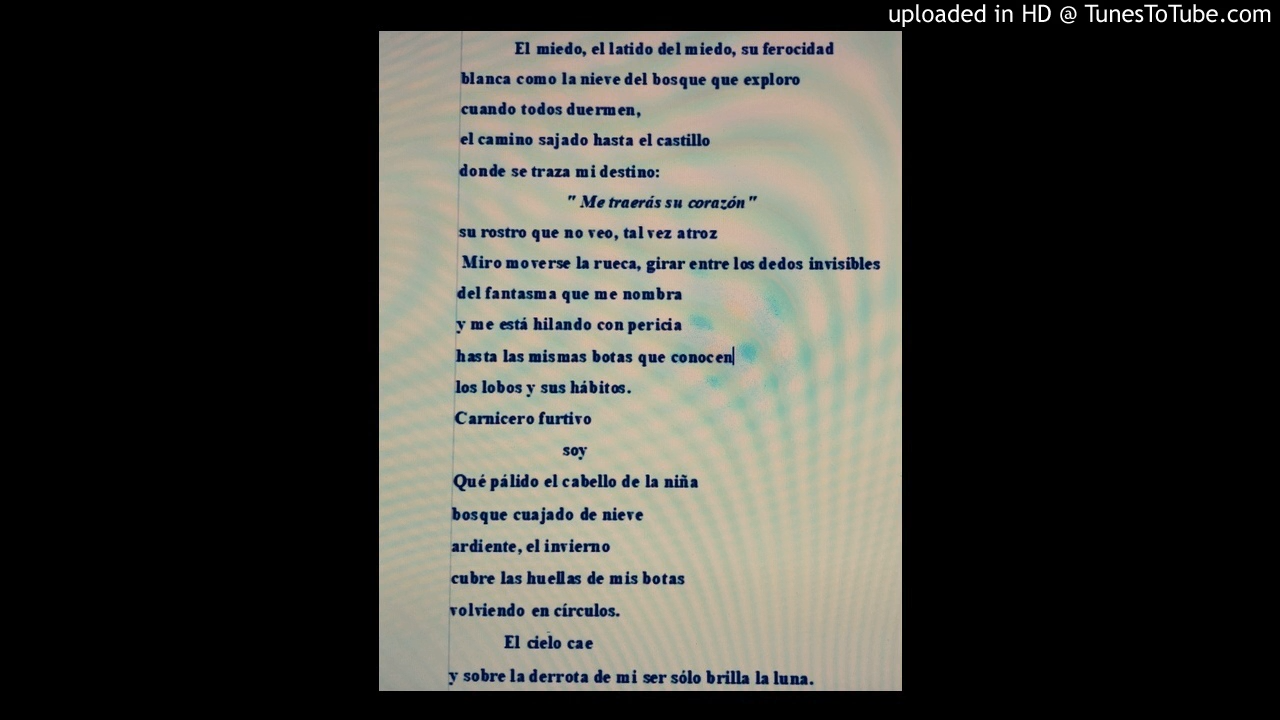 uploaded in HD @ TunesToTube.com
El miedo, el latido del miedo, su ferocidad
blanca como la nieve del bosque que exploro
cuando todos duermen,
el camino sajado hasta el castillo
donde se traza mi destino:
" Me traerás su corazón "
su rostro que no veo, tal vez atroz
Miro moverse la rueca, girar entre los dedos invisibles
del fantasma que me nombra
y me está hilando con pericia
hasta las mismas botas que conocen
los lobos y sus hábitos.
Carnicero furtivo
soy
Qué pálido el cabello de la niña
bosque cuajado de nieve
ardiente, el invierno
cubre las huellas de mis botas
volviendo en círculos.
El cielo cae
y sobre la derrota de mi ser sólo brilla la luna.